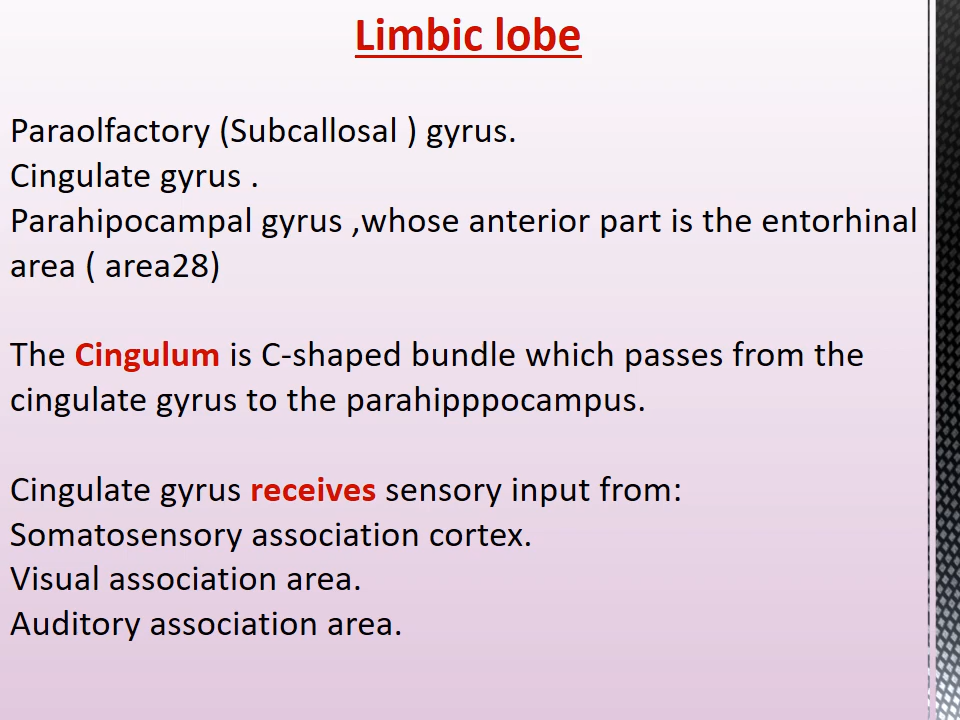 Limbic lobe
Paraolfactory (Subcallosal ) gyrus.
Cingulate gyrus .
Parahipocampal gyrus ,whose anterior part is the entorhinal
area ( area28)
The Cingulum is C-shaped bundle which passes from the
cingulate gyrus to the parahipppocampus.
Cingulate gyrus receives sensory input from:
Somatosensory association cortex.
Visual association area.
Auditory association area.